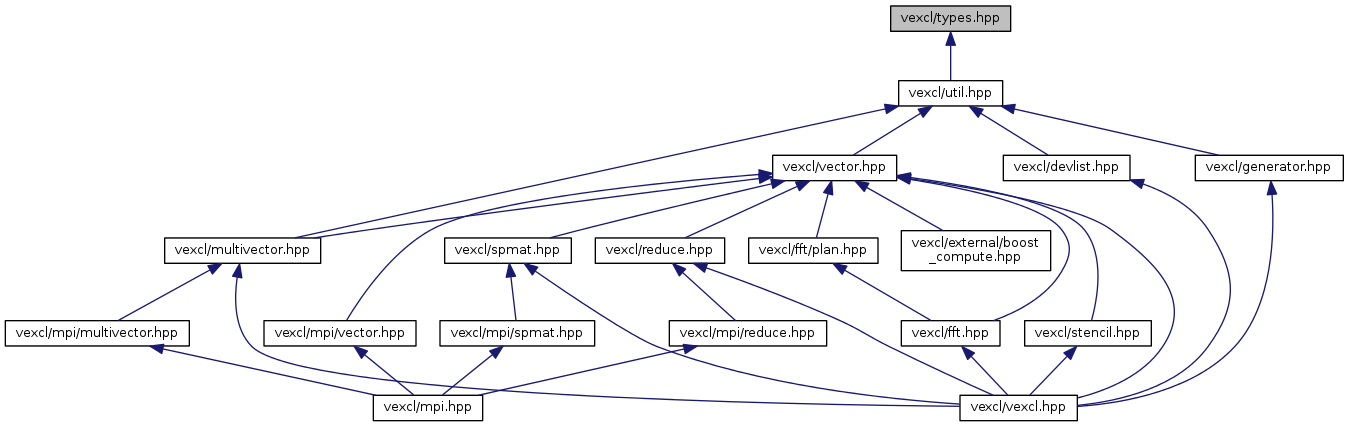 vexcl/types.hpp
vexcl/util.hpp
vexcl/vector.hpp
vexcl/devlist.hpp
vexcl/generator.hpp
vexcl/multivector.hpp
vexcl/spmat.hpp
vexcl/reduce.hpp
vexcl/fft/plan.hpp
vexcl/external/boost
_compute.hpp
vexcl/mpi/multivector.hpp
vexcl/mpi/vector.hpp
vexcl/mpi/spmat.hpp
vexcl/mpi/reduce.hpp
vexcl/fft.hpp
vexcl/stencil.hpp
vexcl/mpi.hpp
vexcl/vexcl.hpp